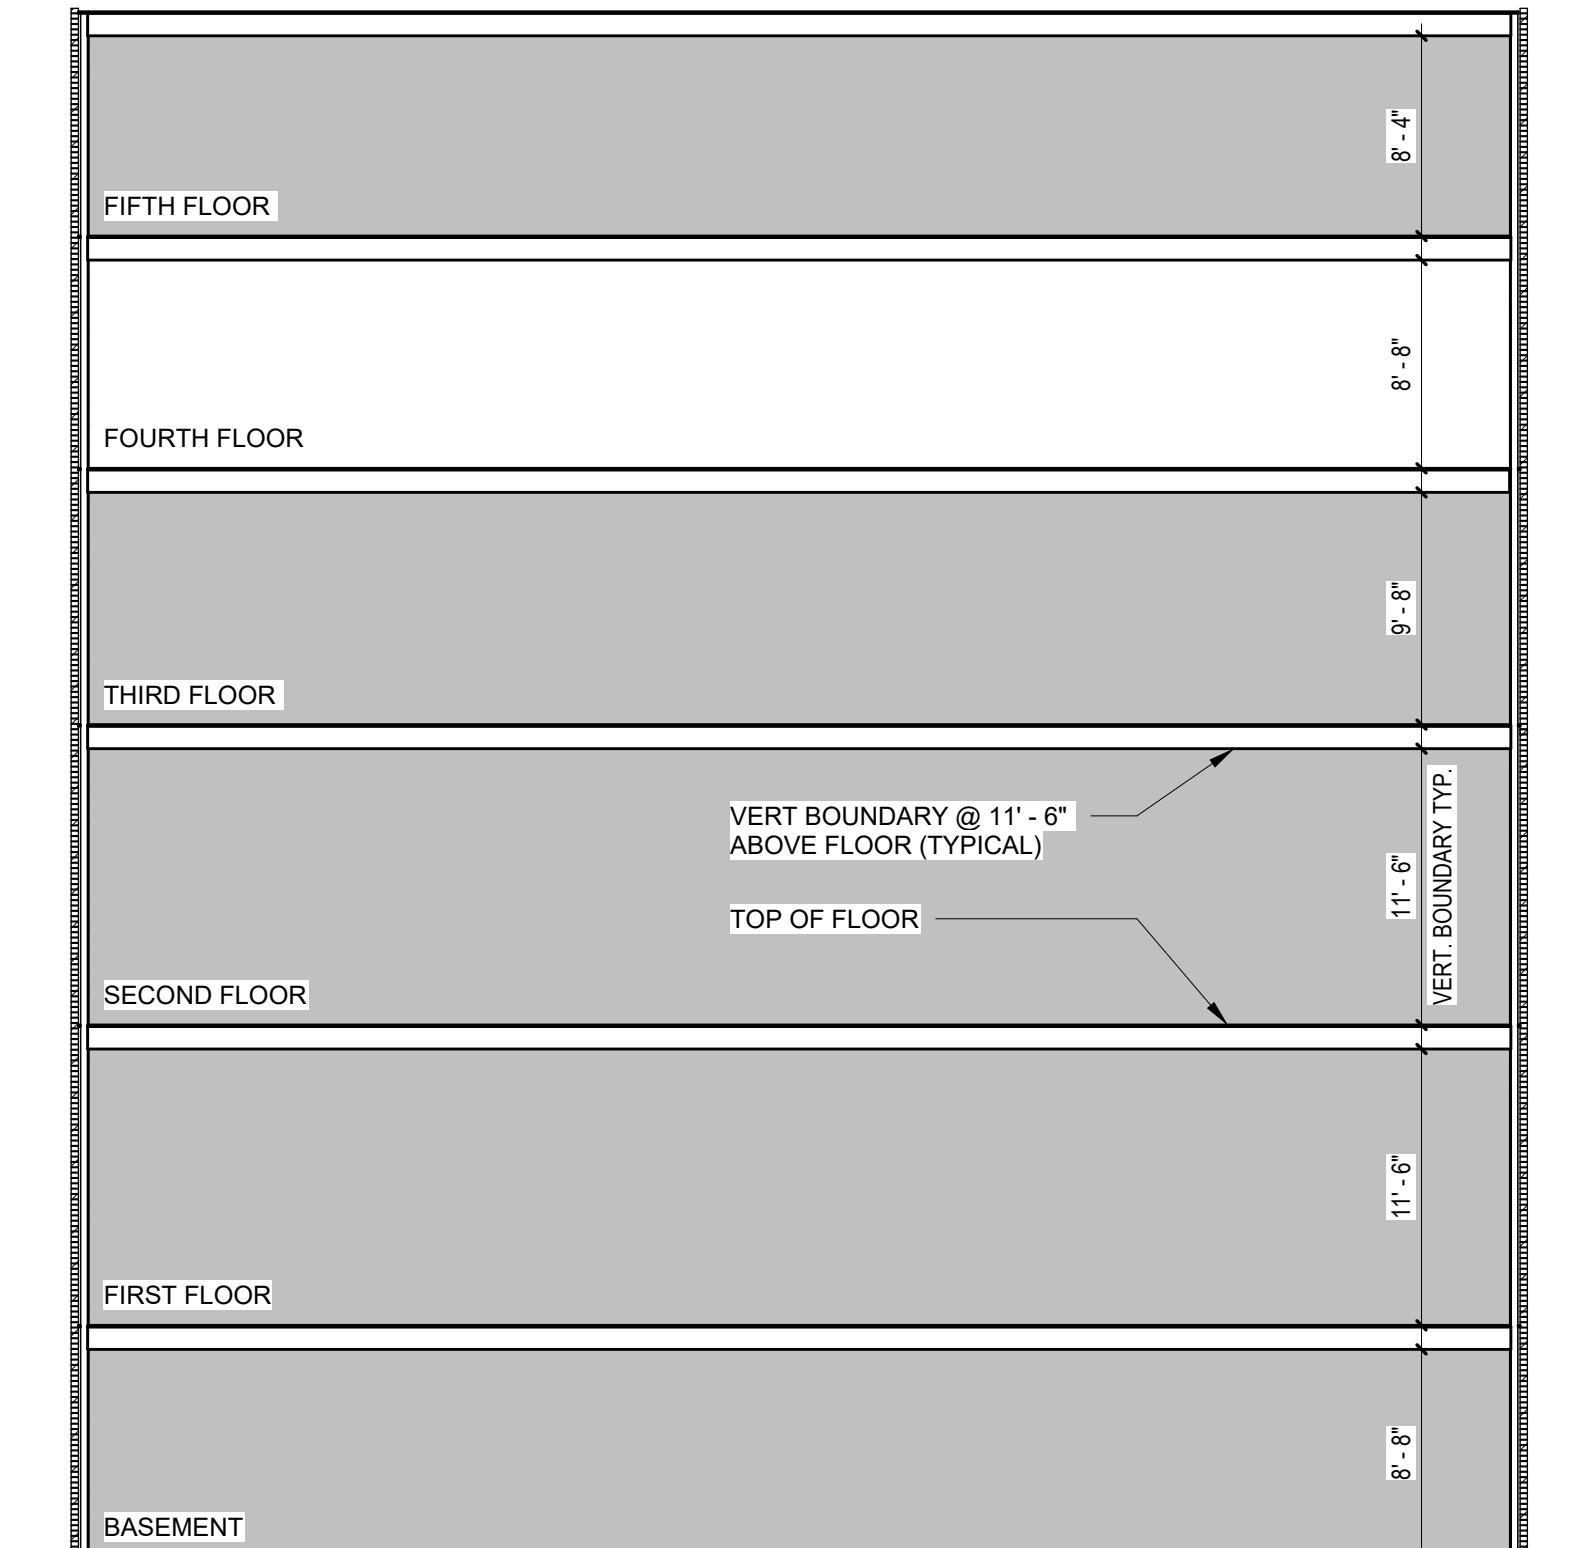 8' - 4"
FIFTH FLOOR
8' - 8"
FOURTH FLOOR
9' - 8"
THIRD FLOOR
VERT BOUNDARY @ 11' - 6"
ABOVE FLOOR (TYPICAL)
11' - 6"
VERT. BOUNDARY TYP.
TOP OF FLOOR
SECOND FLOOR
11' - 6"
FIRST FLOOR
8' - 8"
BASEMENT